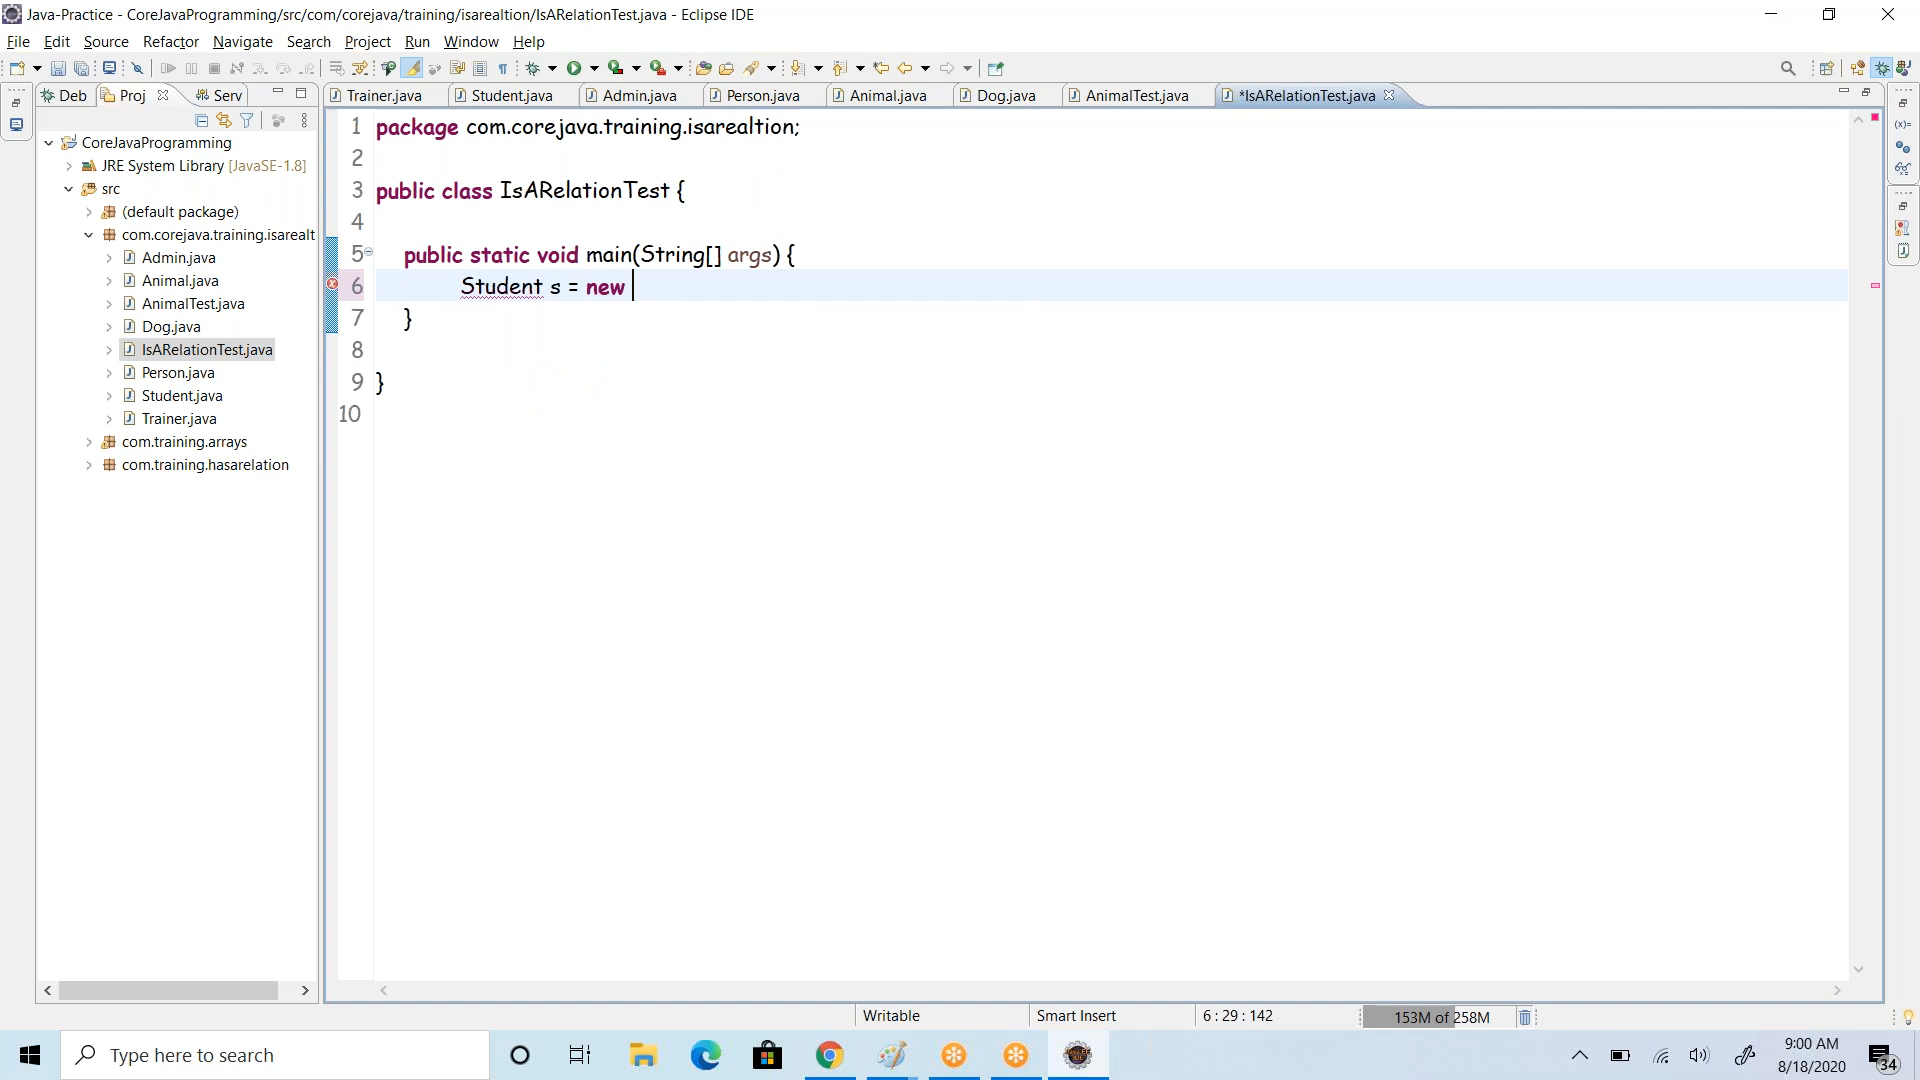 Java-Practice - CoreJavaProgramming/src/com/corejava/training/isarealtion/IsARelationTest.java - Eclipse IDE
File Edit Source Refactor Navigate Search Project Run Window Help
Deb Proj Serv
Trainer.java Student.java Admin.java Person.java Animal.java Dog.java AnimalTest.java *IsARelationTest.java
CoreJavaProgramming
JRE System Library [JavaSE-1.8]
src
(default package)
com.corejava.training.isarealt
Admin.java
Animal.java
AnimalTest.java
Dog.java
IsARelationTest.java
Person.java
Student.java
Trainer.java
com.training.arrays
com.training.hasarelation
1 package com.corejava.training.isarealtion;
2
3 public class IsARelationTest {
4
5 public static void main(String[] args) {
6 Student s = new
7 }
8
9 }
10
Writable Smart Insert 6 : 29 : 142 153M of 258M
Type here to search
9:00 AM
8/18/2020
34